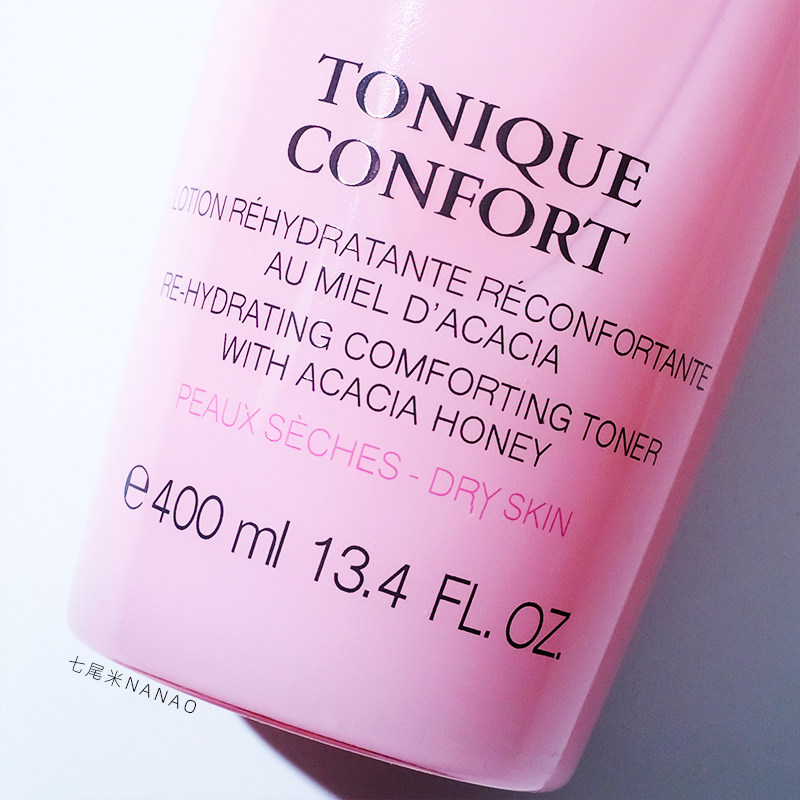 TONIQUE
CONFORT
LOTION RÉHYDRATANTE RÉCONFORTANTE
AU MIEL D'ACACIA
RE-HYDRATING COMFORTING TONER
WITH ACACIA HONEY
PEAUX SÈCHES - DRY SKIN
℮ 400 ml 13.4 FL. OZ.
七尾米NANAO